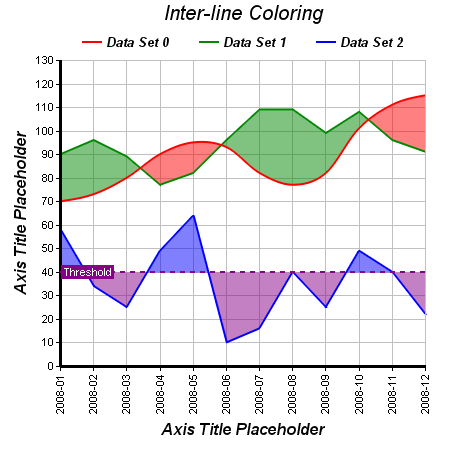 Inter-line Coloring
Data Set 0 Data Set 1 Data Set 2
130
120
110
100
90
80
70
60
50
40
30
20
10
0
Axis Title Placeholder
Threshold
2008-01 2008-02 2008-03 2008-04 2008-05 2008-06 2008-07 2008-08 2008-09 2008-10 2008-11 2008-12
Axis Title Placeholder